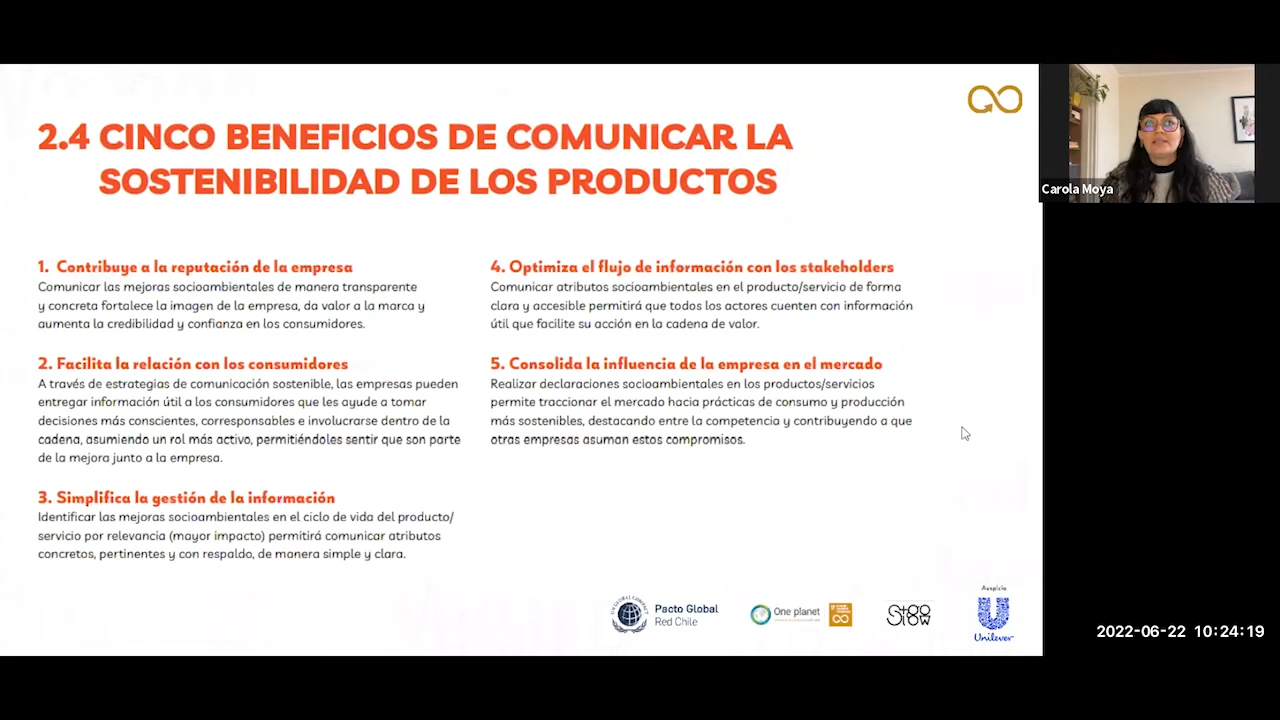 2.4 CINCO BENEFICIOS DE COMUNICAR LA
SOSTENIBILIDAD DE LOS PRODUCTOS
1. Contribuye a la reputación de la empresa
Comunicar las mejoras socioambientales de manera transparente
y concreta fortalece la imagen de la empresa, da valor a la marca y
aumenta la credibilidad y confianza en los consumidores.
2. Facilita la relación con los consumidores
A través de estrategias de comunicación sostenible, las empresas pueden
entregar información útil a los consumidores que les ayude a tomar
decisiones más conscientes, corresponsables e involucrarse dentro de la
cadena, asumiendo un rol más activo, permitiéndoles sentir que son parte
de la mejora junto a la empresa.
3. Simplifica la gestión de la información
Identificar las mejoras socioambientales en el ciclo de vida del producto/
servicio por relevancia (mayor impacto) permitirá comunicar atributos
concretos, pertinentes y con respaldo, de manera simple y clara.
4. Optimiza el flujo de información con los stakeholders
Comunicar atributos socioambientales en el producto/servicio de forma
clara y accesible permitirá que todos los actores cuenten con información
útil que facilite su acción en la cadena de valor.
5. Consolida la influencia de la empresa en el mercado
Realizar declaraciones socioambientales en los productos/servicios
permite traccionar el mercado hacia prácticas de consumo y producción
más sostenibles, destacando entre la competencia y contribuyendo a que
otras empresas asuman estos compromisos.
Pacto Global
Red Chile
One planet
Auspicia
Unilever
Carola Moya
2022-06-22 10:24:19